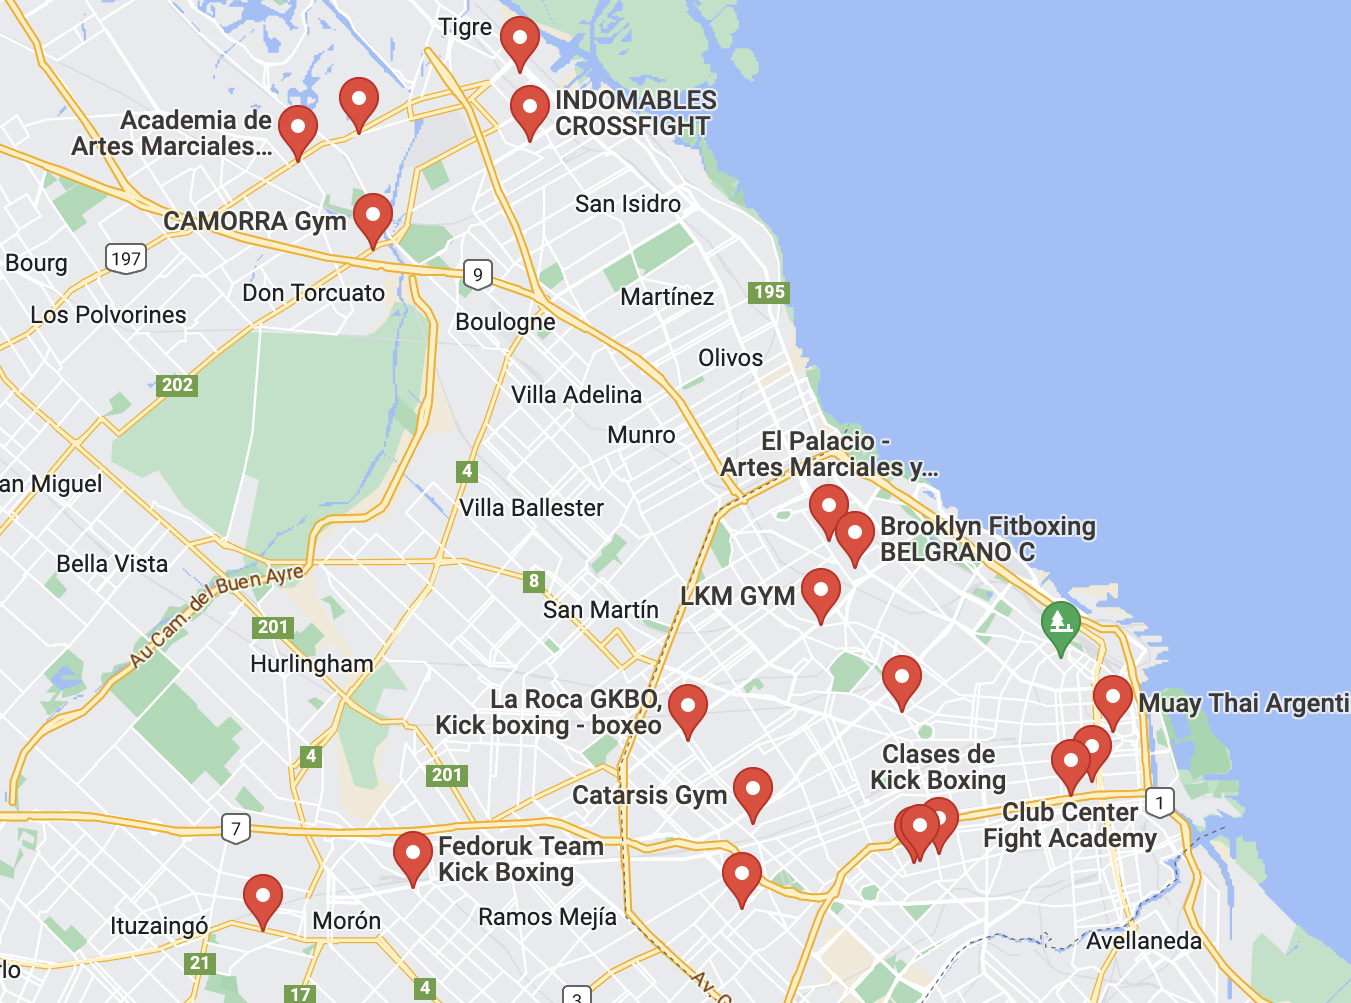 Tigre
INDOMABLES
CROSSFIGHT
Academia de
Artes Marciales...
San Isidro
CAMORRA Gym
Bourg
197
9
Don Torcuato
Martínez
195
Los Polvorines
Boulogne
Olivos
202
Villa Adelina
Munro
El Palacio -
Artes Marciales y...
4
an Miguel
Villa Ballester
Brooklyn Fitboxing
BELGRANO C
Bella Vista
Au Cam. del Buen Ayre
8
LKM GYM
San Martín
201
Hurlingham
La Roca GKBO,
Kick boxing - boxeo
Muay Thai Argenti
4
201
Clases de
Kick Boxing
Catarsis Gym
1
Club Center
Fight Academy
7
Fedoruk Team
Kick Boxing
Ituzaingó
Morón
Ramos Mejía
Avellaneda
lo
21
4
17
3
Av. G